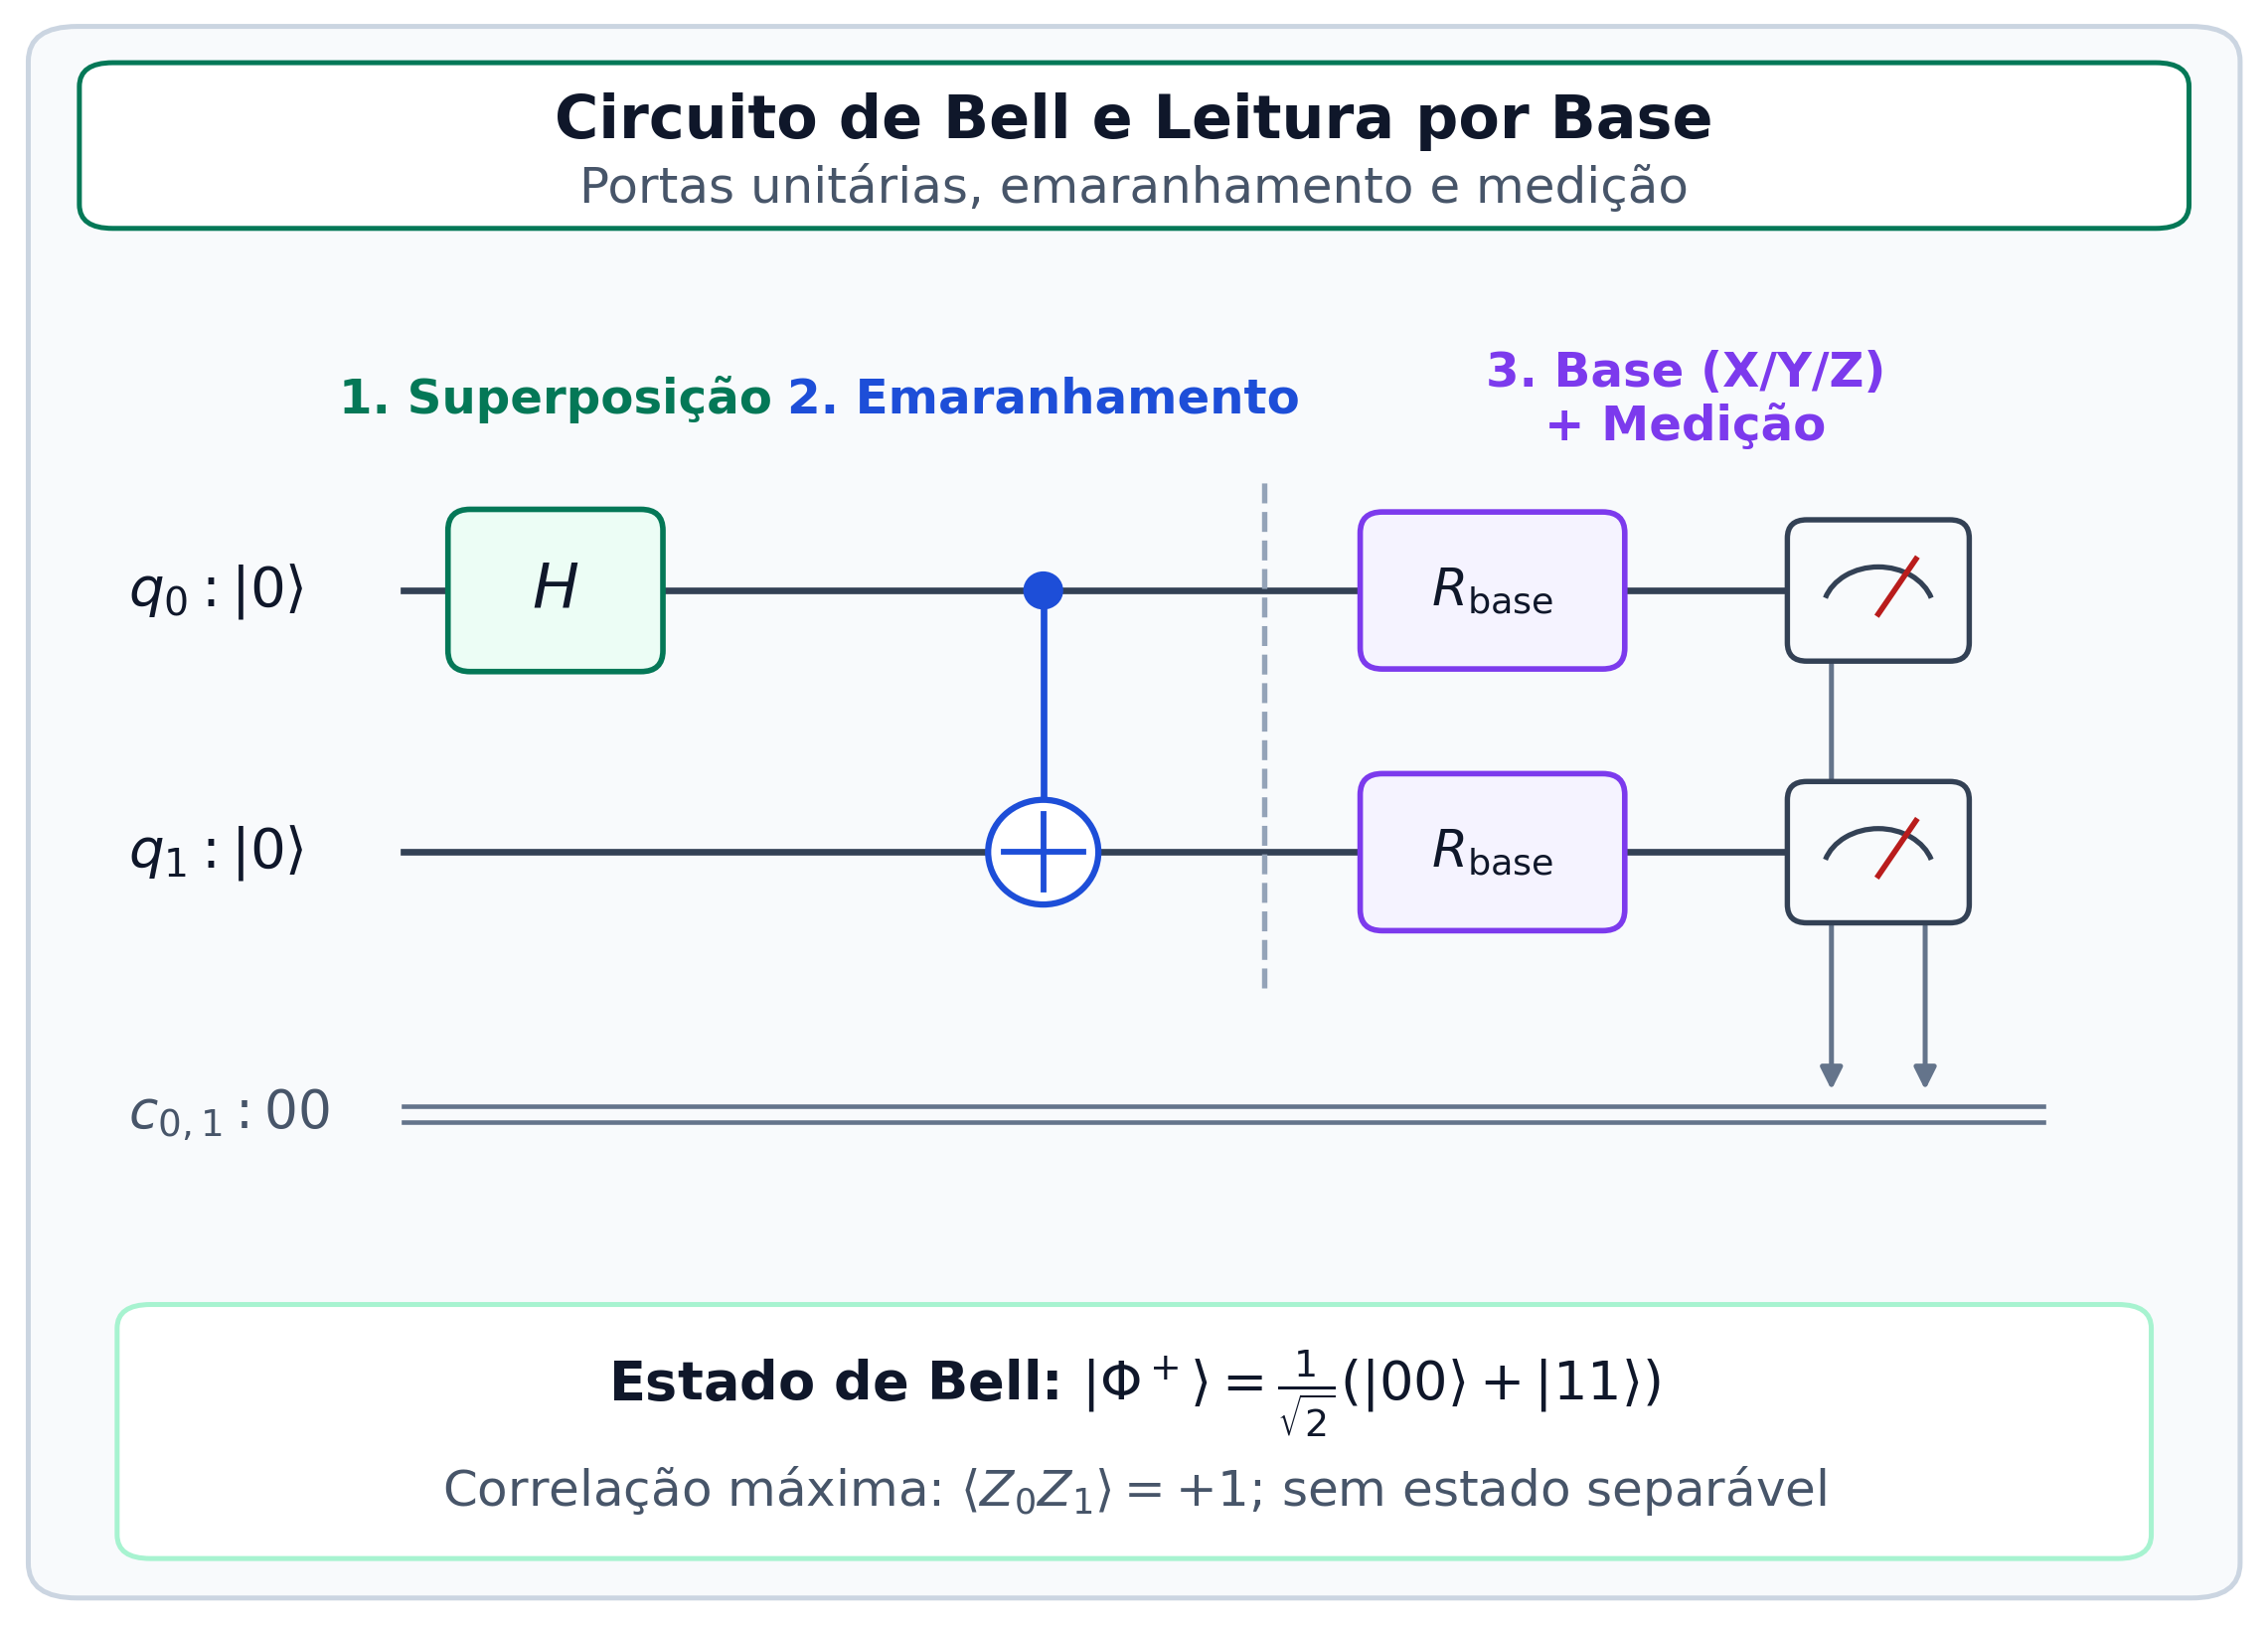 Circuito de Bell e Leitura por Base
Portas unitárias, emaranhamento e medição
1. Superposição
2. Emaranhamento
3. Base (X/Y/Z)
+ Medição
q₀ : |0⟩
H
R_base
q₁ : |0⟩
R_base
c₀,₁ : 00
Estado de Bell: |Φ⁺⟩ = 1/√2 (|00⟩ + |11⟩)
Correlação máxima: ⟨Z₀Z₁⟩ = +1; sem estado separável